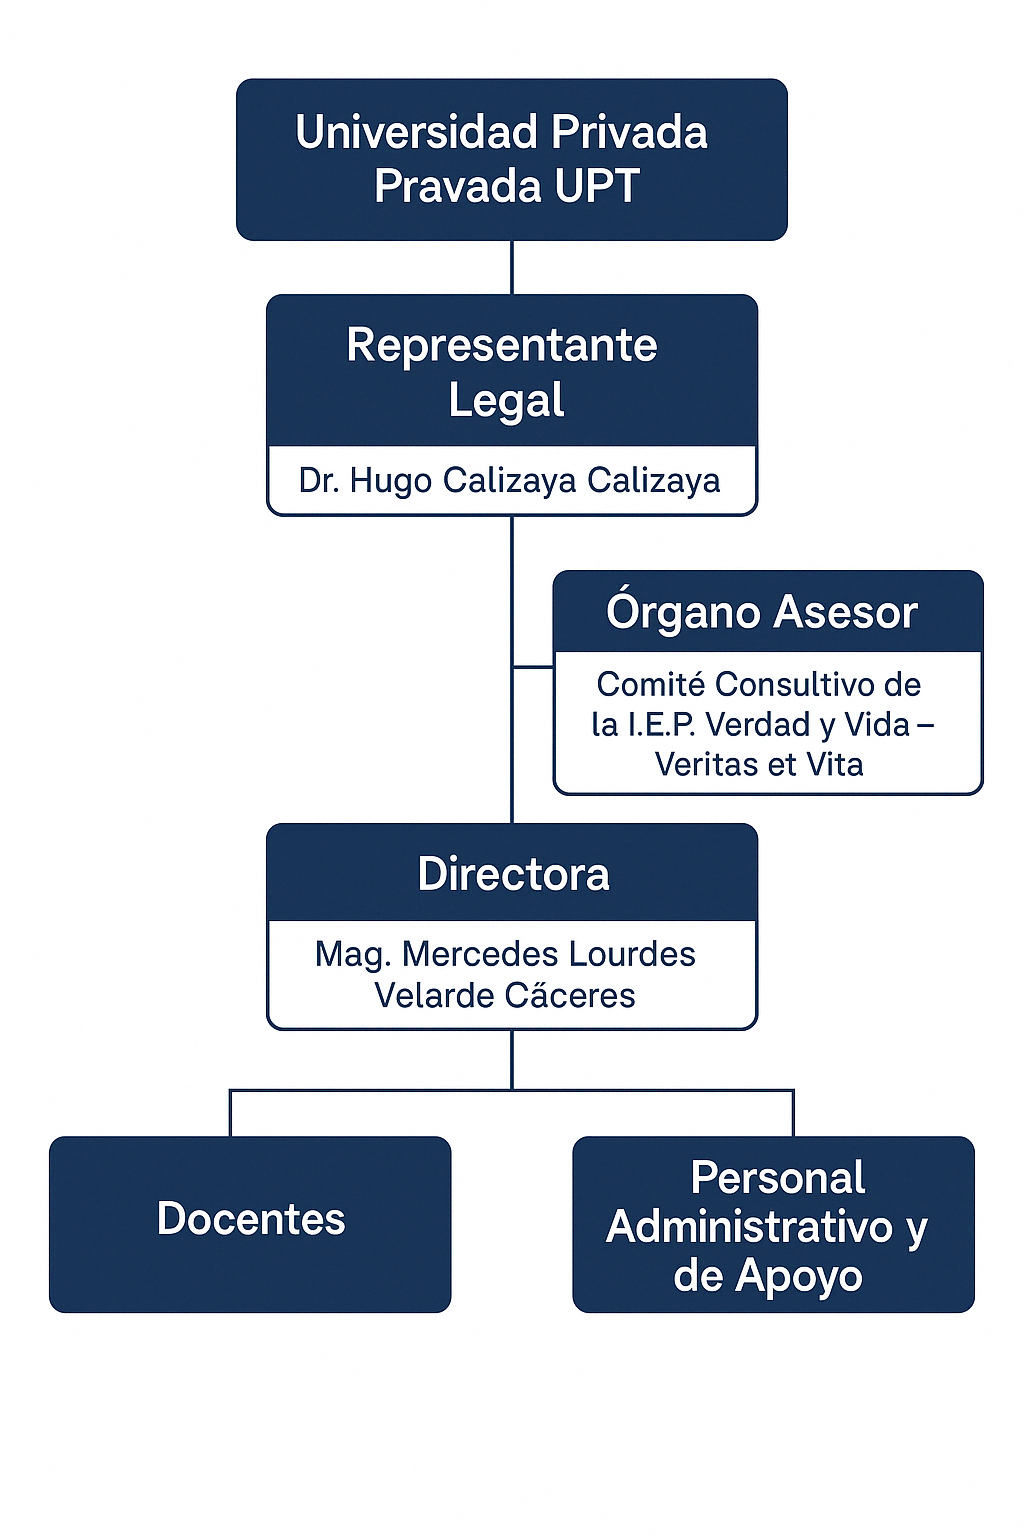 Universidad Privada
Pravada UPT
Representante
Legal
Dr. Hugo Calizaya Calizaya
Órgano Asesor
Comité Consultivo de
la I.E.P. Verdad y Vida –
Veritas et Vita
Directora
Mag. Mercedes Lourdes
Velarde Cáceres
Docentes
Personal
Administrativo y
de Apoyo